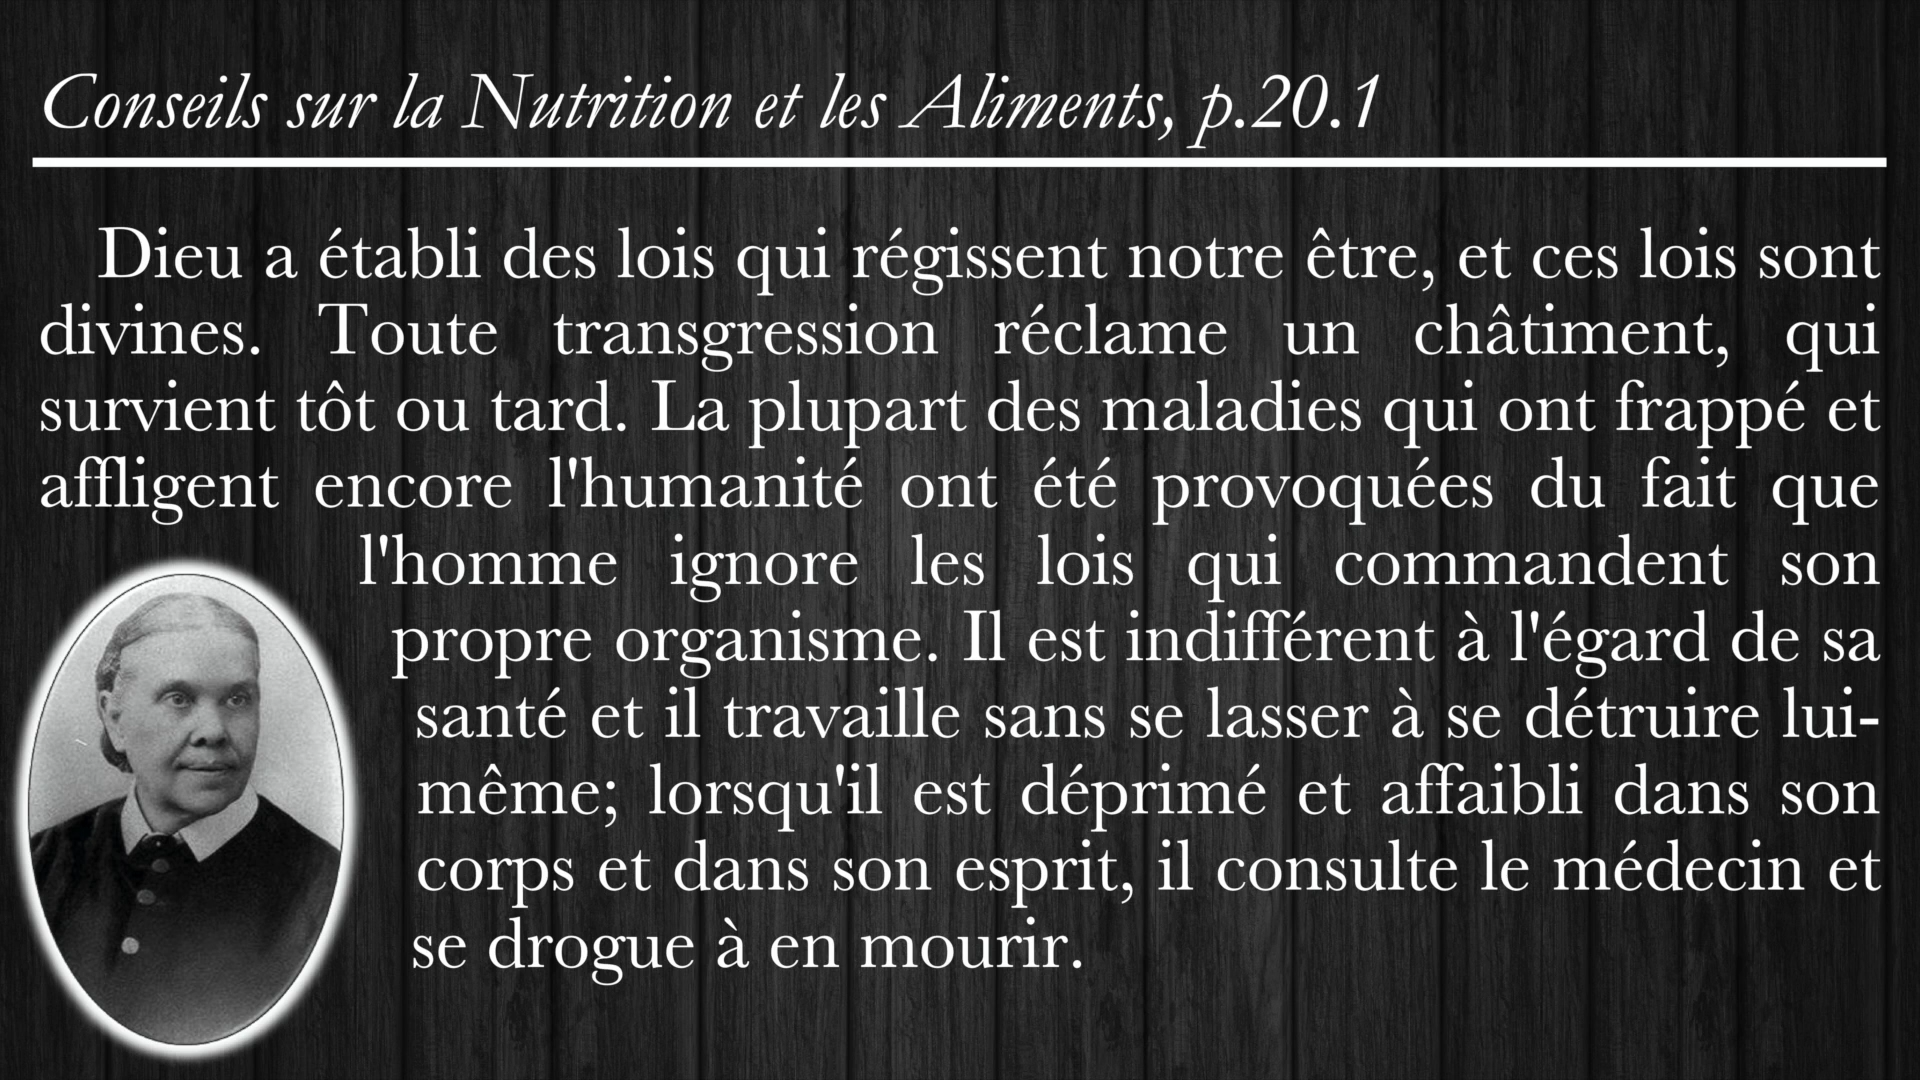 Conseils sur la Nutrition et les Aliments, p.20.1
Dieu a établi des lois qui régissent notre être, et ces lois sont
divines. Toute transgression réclame un châtiment, qui
survient tôt ou tard. La plupart des maladies qui ont frappé et
affligent encore l'humanité ont été provoquées du fait que
l'homme ignore les lois qui commandent son
propre organisme. Il est indifférent à l'égard de sa
santé et il travaille sans se lasser à se détruire lui-
même; lorsqu'il est déprimé et affaibli dans son
corps et dans son esprit, il consulte le médecin et
se drogue à en mourir.